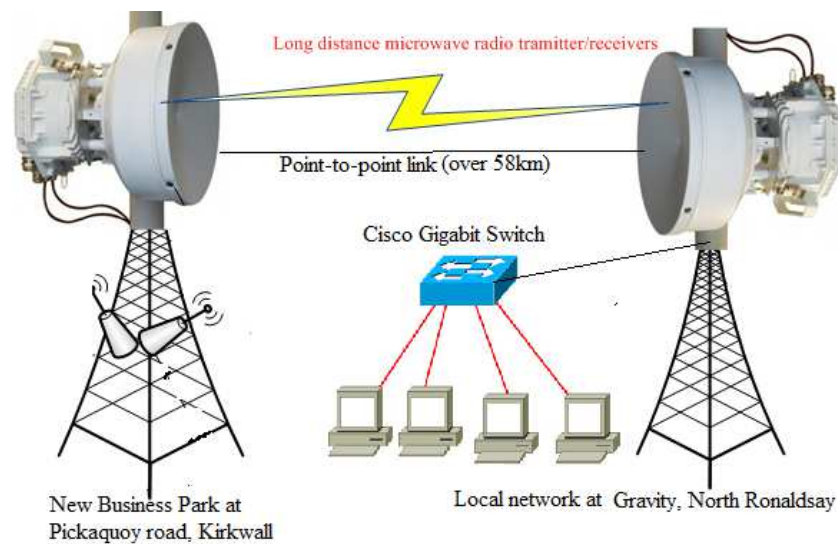 Long distance microwave radio tramitter/receivers
Point-to-point link (over 58km)
Cisco Gigabit Switch
New Business Park at
Pickaquoy road, Kirkwall
Local network at Gravity, North Ronaldsay